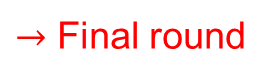 → Final round